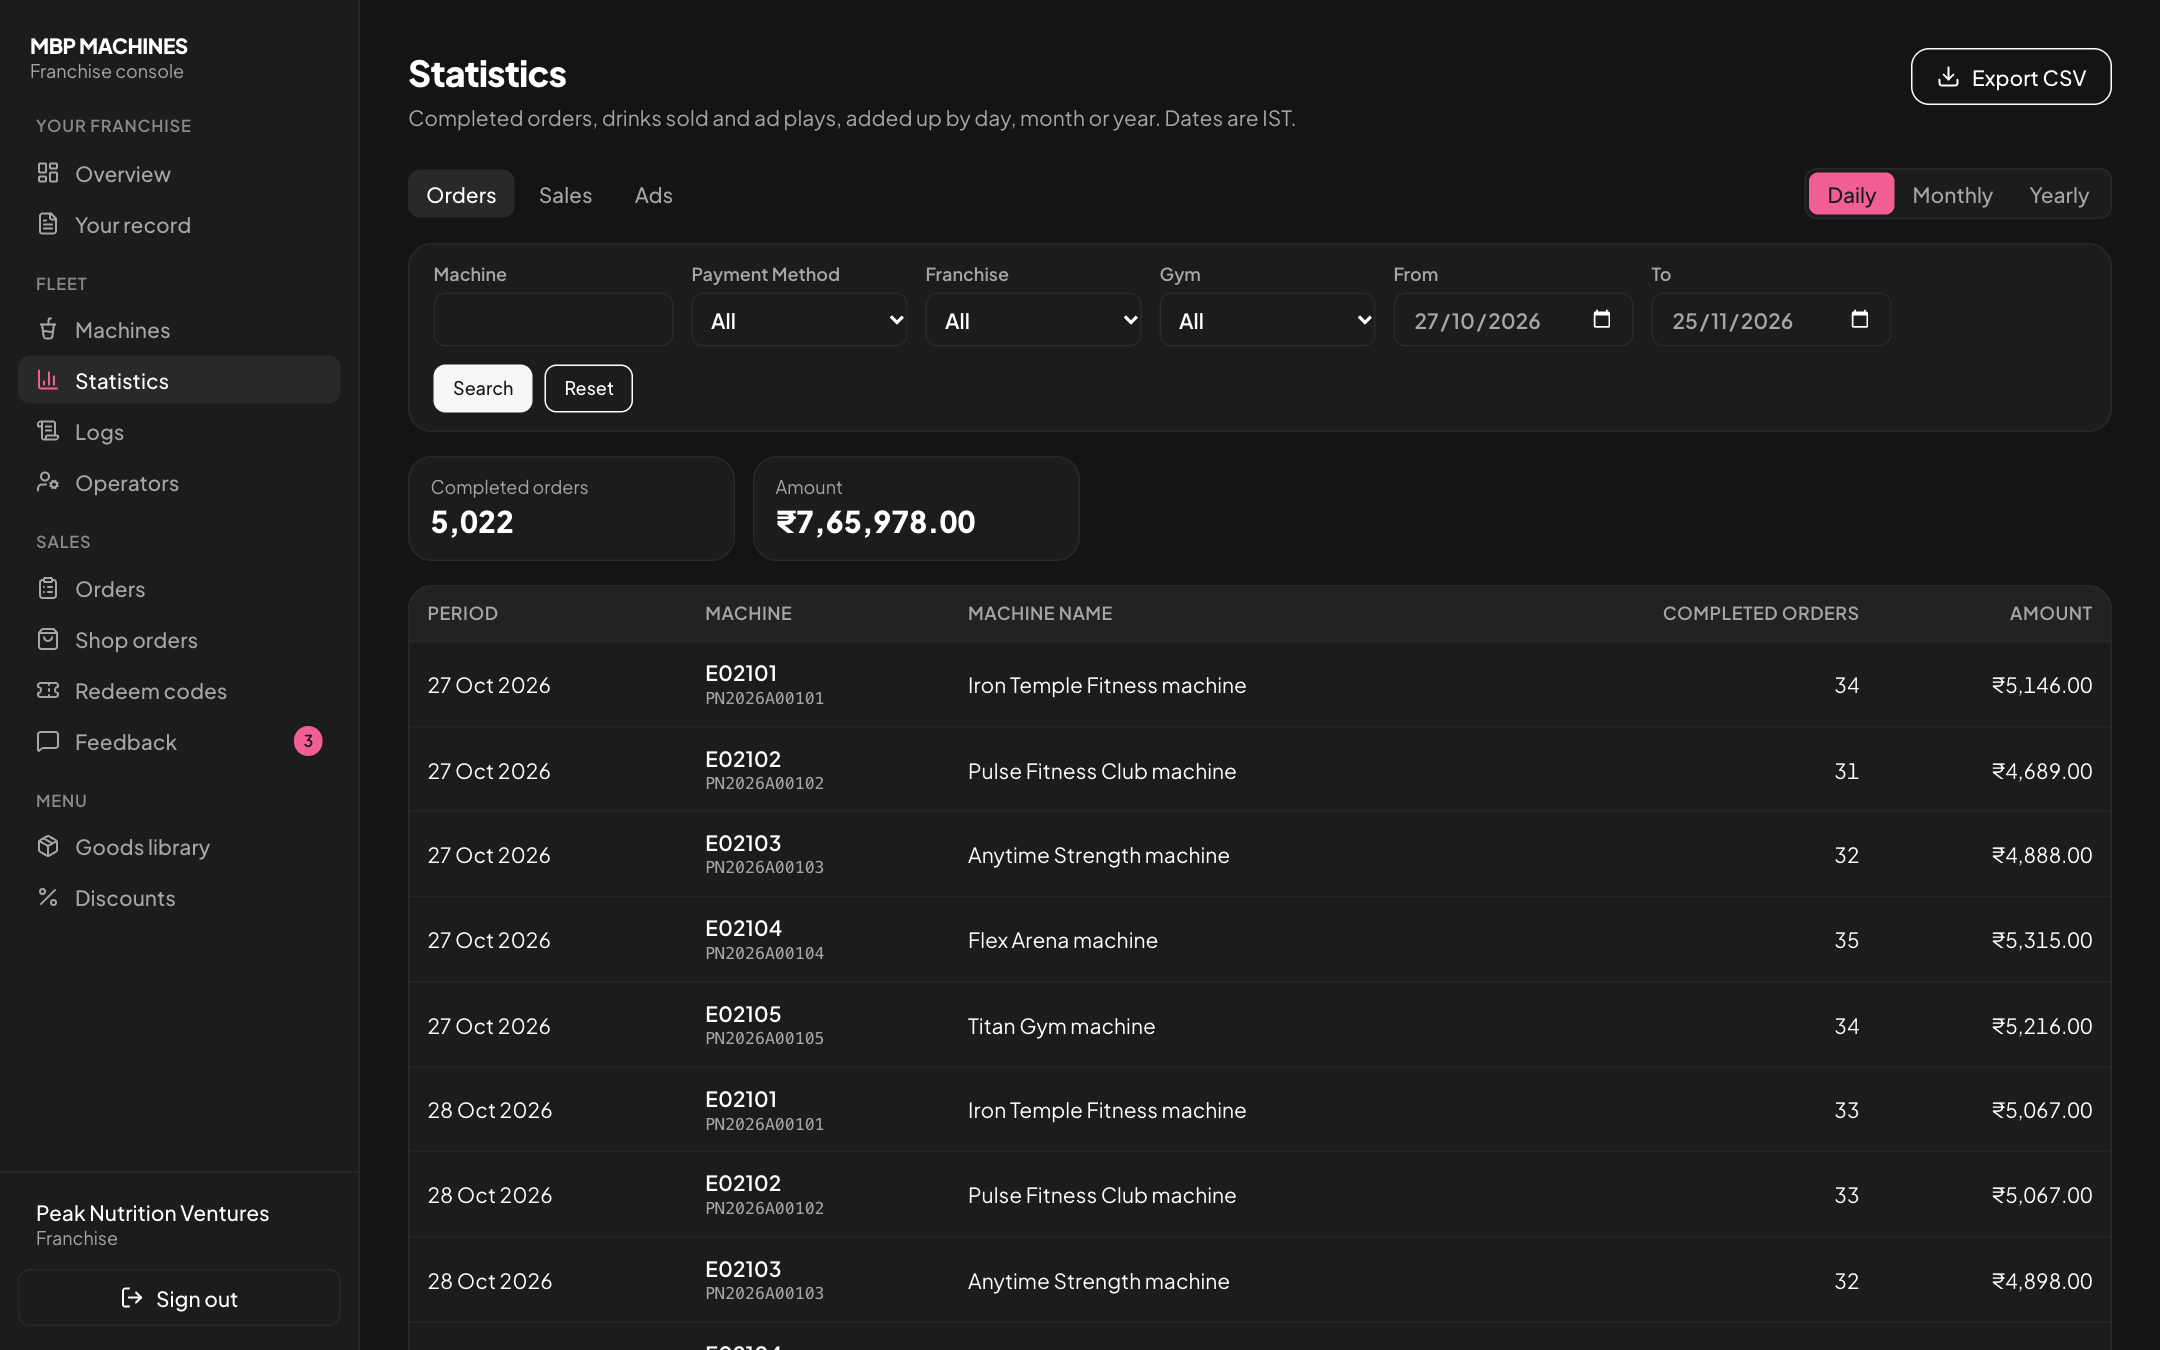 MBP MACHINES
Franchise console
YOUR FRANCHISE
Overview
Your record
FLEET
Machines
Statistics
Logs
Operators
SALES
Orders
Shop orders
Redeem codes
Feedback 3
MENU
Goods library
Discounts
Peak Nutrition Ventures
Franchise
Sign out
Statistics
Export CSV
Completed orders, drinks sold and ad plays, added up by day, month or year. Dates are IST.
Orders Sales Ads
Daily Monthly Yearly
Machine Payment Method Franchise Gym From To
All All All 27/10/2026 25/11/2026
Search Reset
Completed orders Amount
5,022 ₹7,65,978.00
PERIOD MACHINE MACHINE NAME COMPLETED ORDERS AMOUNT
27 Oct 2026 E02101 Iron Temple Fitness machine 34 ₹5,146.00
PN2026A00101
27 Oct 2026 E02102 Pulse Fitness Club machine 31 ₹4,689.00
PN2026A00102
27 Oct 2026 E02103 Anytime Strength machine 32 ₹4,888.00
PN2026A00103
27 Oct 2026 E02104 Flex Arena machine 35 ₹5,315.00
PN2026A00104
27 Oct 2026 E02105 Titan Gym machine 34 ₹5,216.00
PN2026A00105
28 Oct 2026 E02101 Iron Temple Fitness machine 33 ₹5,067.00
PN2026A00101
28 Oct 2026 E02102 Pulse Fitness Club machine 33 ₹5,067.00
PN2026A00102
28 Oct 2026 E02103 Anytime Strength machine 32 ₹4,898.00
PN2026A00103